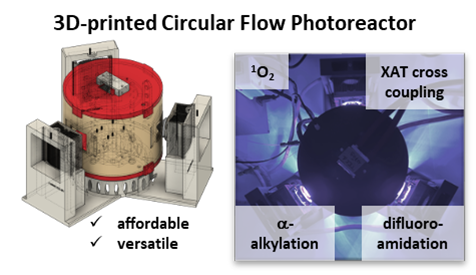 3D-printed Circular Flow Photoreactor
✓ affordable
✓ versatile
¹O₂
XAT cross
coupling
α-
alkylation
difluoro-
amidation